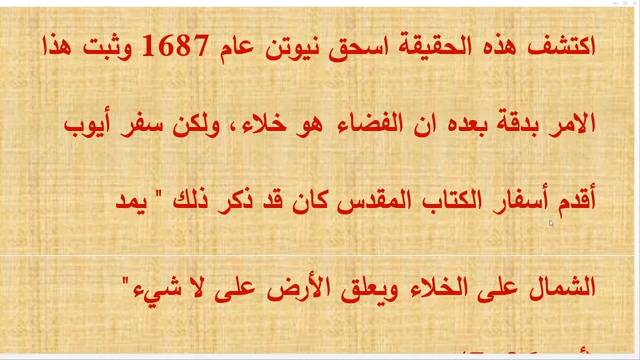 اكتشف هذه الحقيقة اسحق نيوتن عام 1687 وثبت هذا
الامر بدقة بعده ان الفضاء هو خلاء، ولكن سفر أيوب
أقدم أسفار الكتاب المقدس كان قد ذكر ذلك " يمد
الشمال على الخلاء ويعلق الأرض على لا شيء"